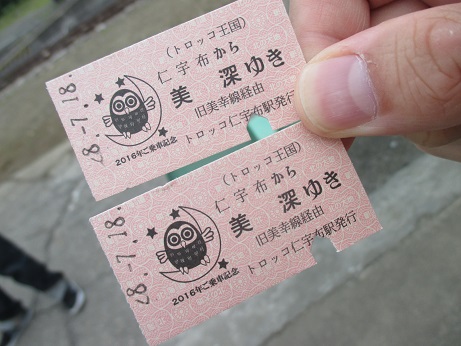 28.-7.18.
(トロッコ王国)
仁宇布から
美 深ゆき
旧美幸線経由
トロッコ仁宇布駅発行
2016年ご乗車記念
28.-7.18.
(トロッコ王国)
仁宇布から
美 深ゆき
旧美幸線経由
トロッコ仁宇布駅発行
2016年ご乗車記念